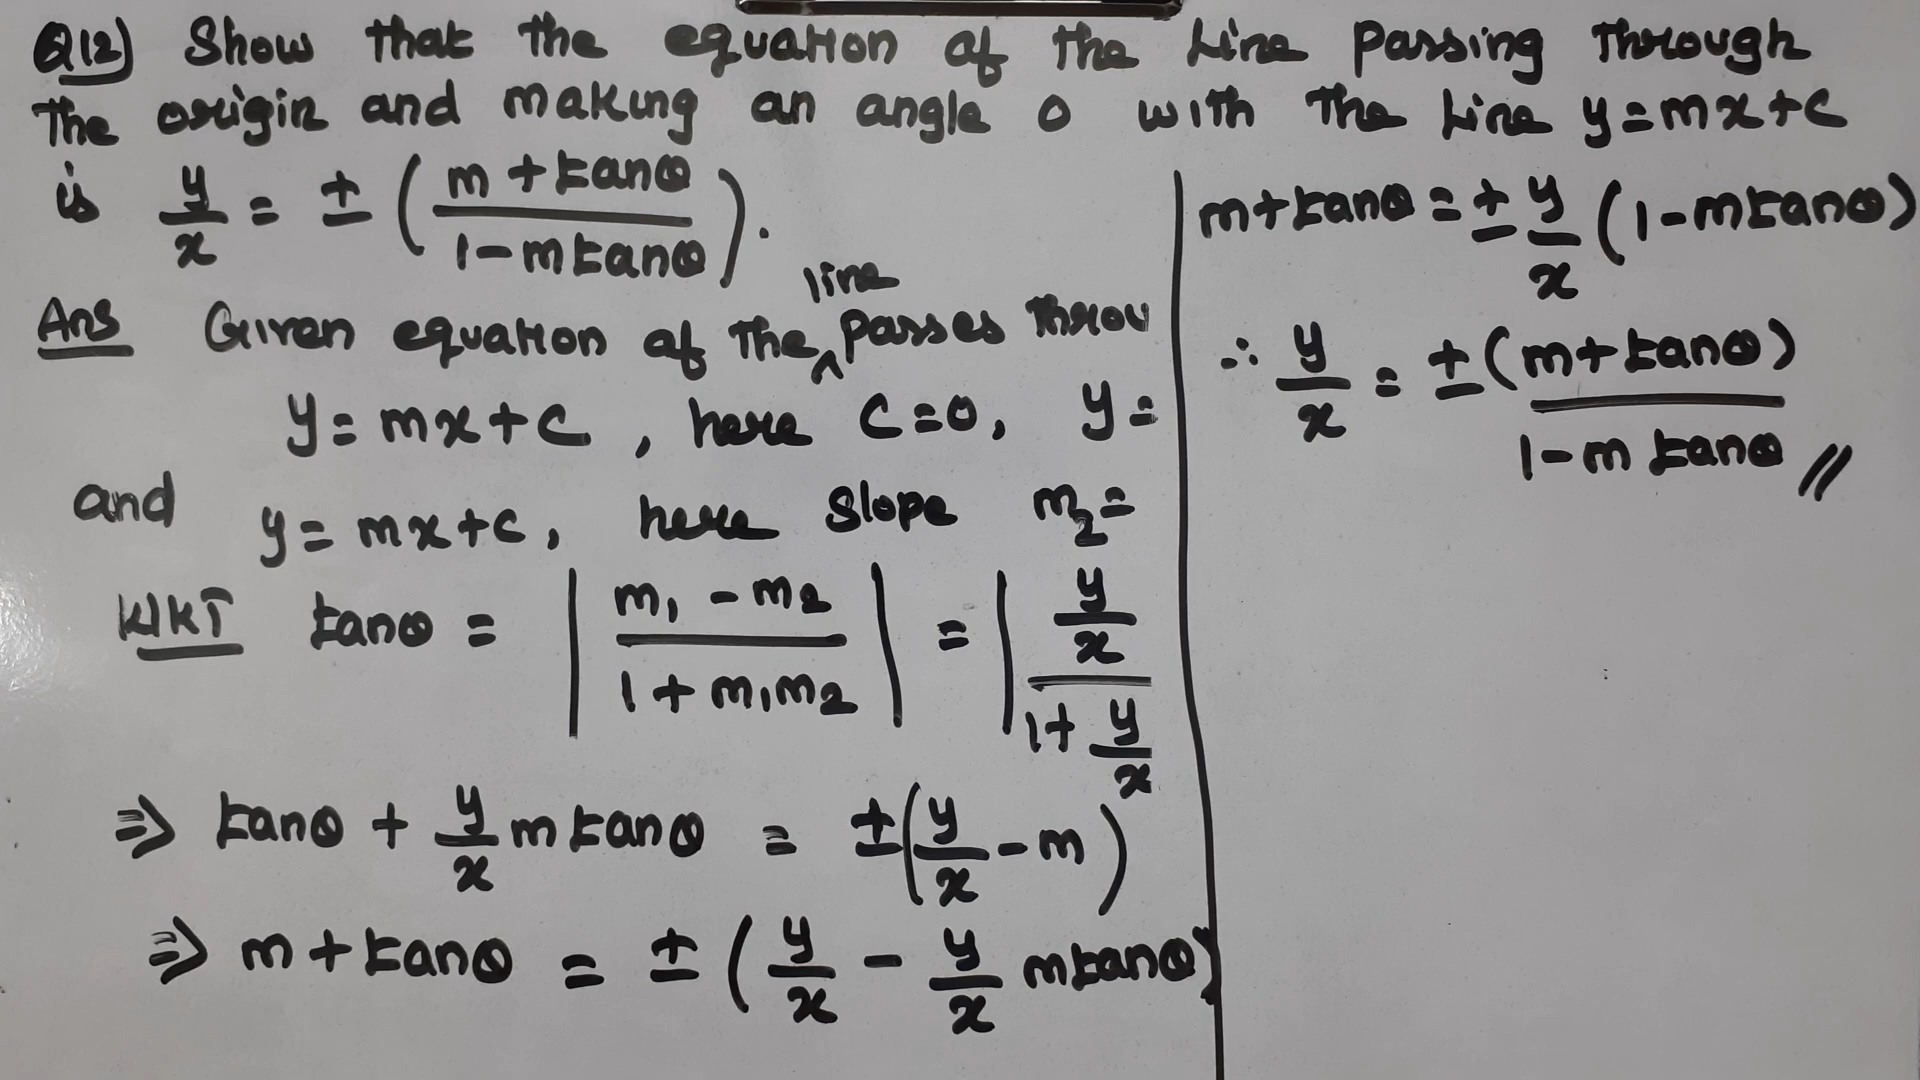 Q12) Show that the equation of the Line passing through
the origin and making an angle θ with the Line y = mx + c
is y/x = ± (m + tanθ / 1 - m tanθ).
Ans Given equation of the line passes throu
y = mx + c, here c = 0, y =
and y = mx + c, here slope m₂ =
WKT tanθ = | m₁ - m₂ / 1 + m₁m₂ | = | y/x / 1 + y/x
⇒ tanθ + y/x m tanθ = ± (y/x - m)
⇒ m + tanθ = ± (y/x - y/x m tanθ)
m + tanθ = ± y/x (1 - m tanθ)
∴ y/x = ± (m + tanθ) / 1 - m tanθ //